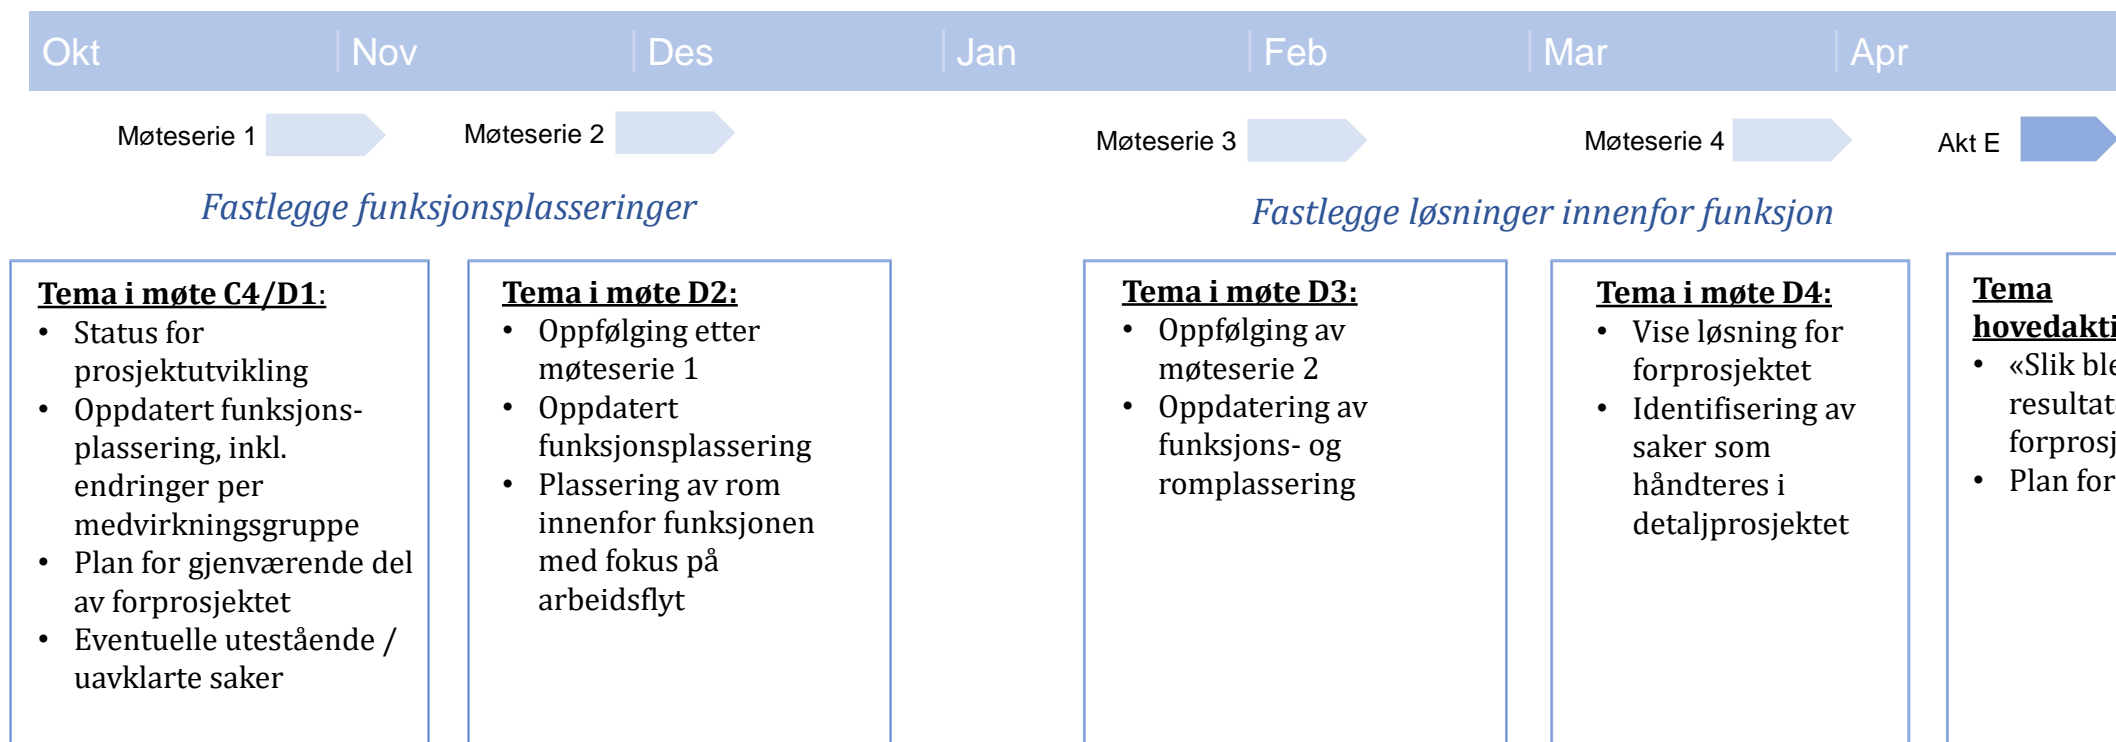 Okt Nov Des Jan Feb Mar Apr
Møteserie 1 Møteserie 2 Møteserie 3 Møteserie 4 Akt E
Fastlegge funksjonsplasseringer
Fastlegge løsninger innenfor funksjon
Tema i møte C4/D1:
• Status for
prosjektutvikling
• Oppdatert funksjons-
plassering, inkl.
endringer per
medvirkningsgruppe
• Plan for gjenværende del
av forprosjektet
• Eventuelle utestående /
uavklarte saker
Tema i møte D2:
• Oppfølging etter
møteserie 1
• Oppdatert
funksjonsplassering
• Plassering av rom
innenfor funksjonen
med fokus på
arbeidsflyt
Tema i møte D3:
• Oppfølging av
møteserie 2
• Oppdatering av
funksjons- og
romplassering
Tema i møte D4:
• Vise løsning for
forprosjektet
• Identifisering av
saker som
håndteres i
detaljprosjektet
Tema
• «Slik
• Plan for